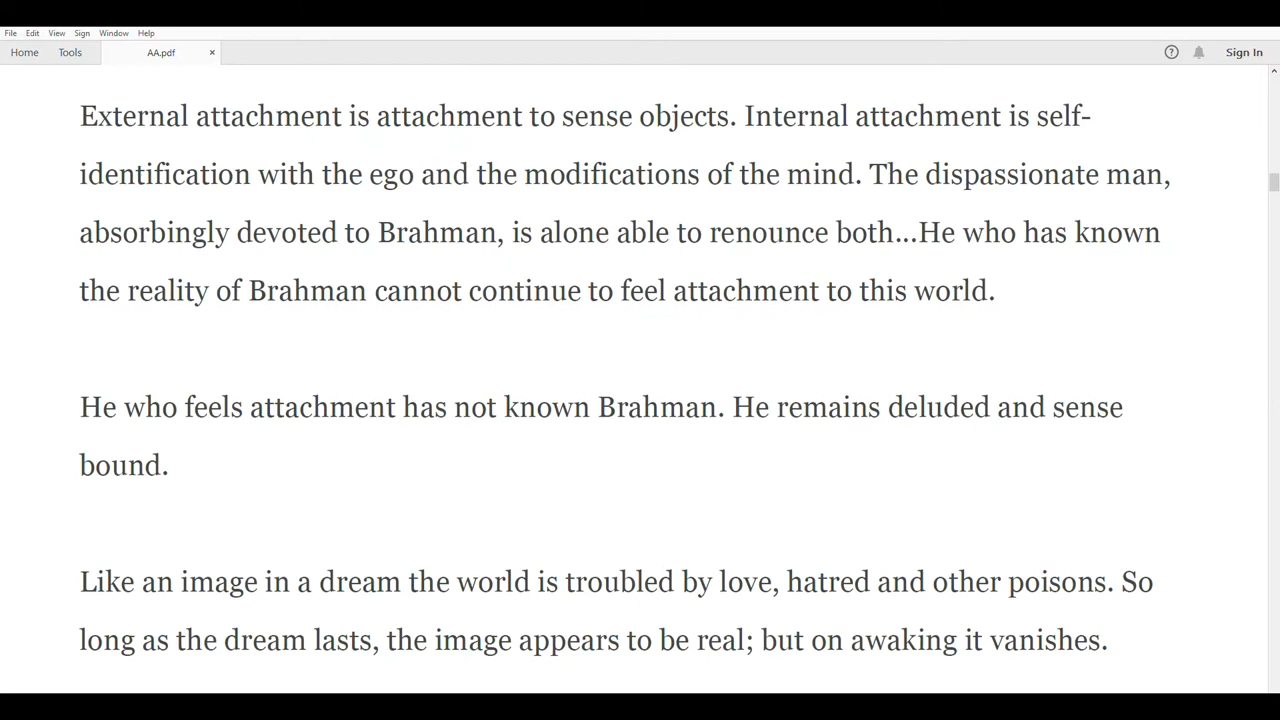 File Edit View Sign Window Help
Home Tools AA.pdf × ? Sign In
External attachment is attachment to sense objects. Internal attachment is self-
identification with the ego and the modifications of the mind. The dispassionate man,
absorbingly devoted to Brahman, is alone able to renounce both...He who has known
the reality of Brahman cannot continue to feel attachment to this world.
He who feels attachment has not known Brahman. He remains deluded and sense
bound.
Like an image in a dream the world is troubled by love, hatred and other poisons. So
long as the dream lasts, the image appears to be real; but on awaking it vanishes.